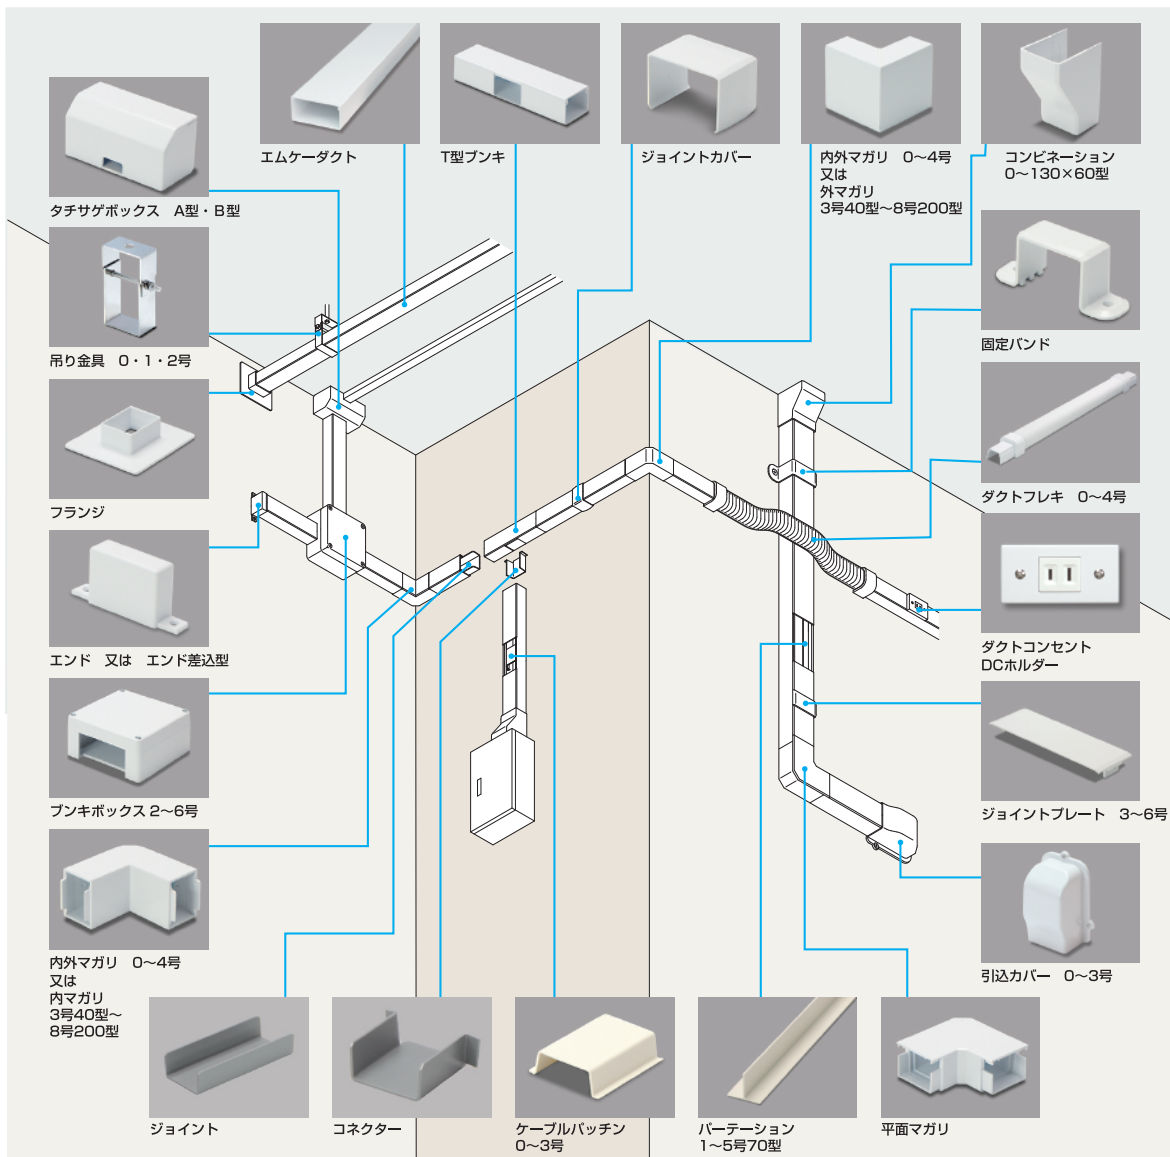 エムケーダクト
T型ブンキ
ジョイントカバー
内外マガリ　0〜4号
又は
外マガリ
3号40型〜8号200型
コンビネーション
0〜130×60型
タチサゲボックス　A型・B型
吊り金具　0・1・2号
固定バンド
フランジ
ダクトフレキ　0〜4号
エンド　又は　エンド差込型
ダクトコンセント
DCホルダー
ブンキボックス 2〜6号
ジョイントプレート　3〜6号
内外マガリ　0〜4号
又は
内マガリ
3号40型〜
8号200型
引込カバー　0〜3号
ジョイント
コネクター
ケーブルパッチン
0〜3号
パーテーション
1〜5号70型
平面マガリ